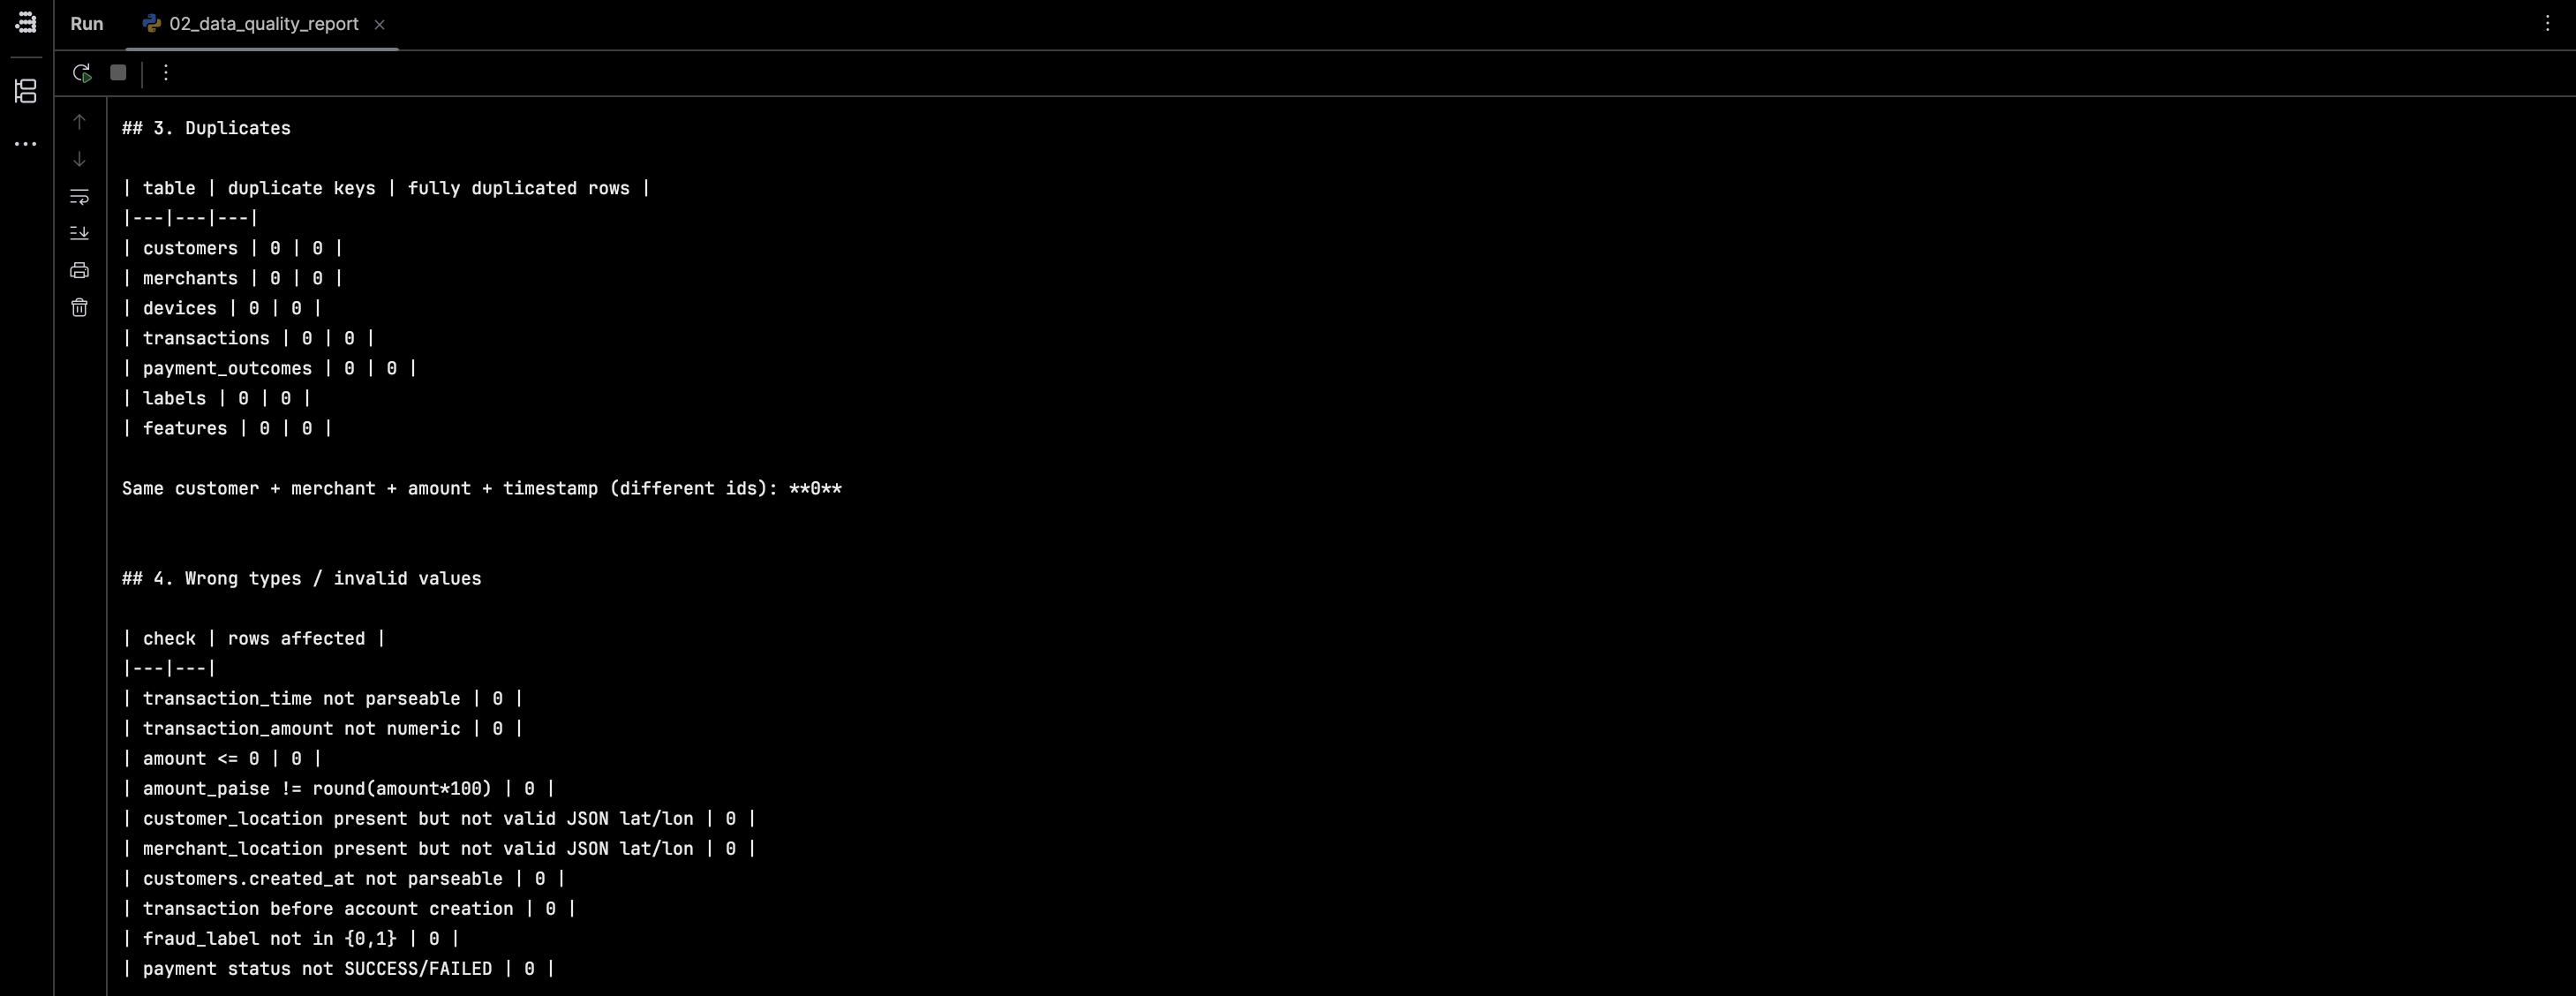 Run 02_data_quality_report
## 3. Duplicates
| table | duplicate keys | fully duplicated rows |
|---|---|---|
| customers | 0 | 0 |
| merchants | 0 | 0 |
| devices | 0 | 0 |
| transactions | 0 | 0 |
| payment_outcomes | 0 | 0 |
| labels | 0 | 0 |
| features | 0 | 0 |
Same customer + merchant + amount + timestamp (different ids): **0**
## 4. Wrong types / invalid values
| check | rows affected |
|---|---|
| transaction_time not parseable | 0 |
| transaction_amount not numeric | 0 |
| amount <= 0 | 0 |
| amount_paise != round(amount*100) | 0 |
| customer_location present but not valid JSON lat/lon | 0 |
| merchant_location present but not valid JSON lat/lon | 0 |
| customers.created_at not parseable | 0 |
| transaction before account creation | 0 |
| fraud_label not in {0,1} | 0 |
| payment status not SUCCESS/FAILED | 0 |